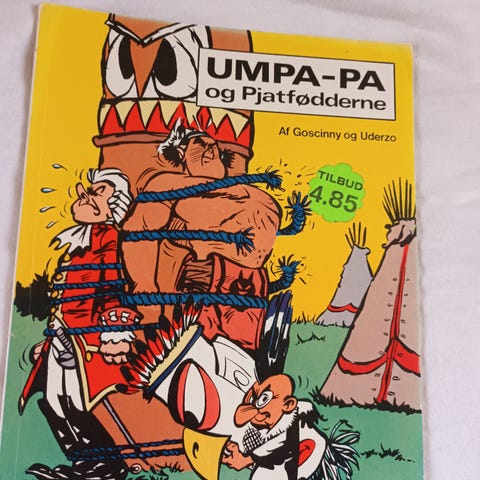 UMPA-PA
og Pjatfødderne
Af Goscinny og Uderzo
TILBUD
4.85